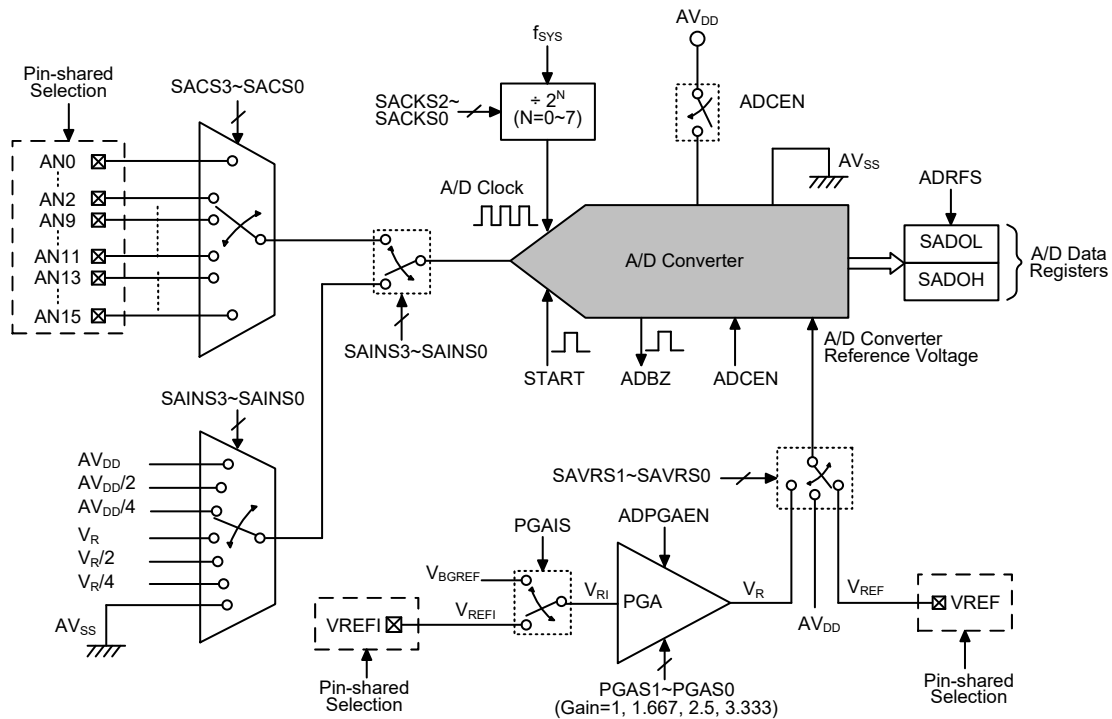 AVDD
fSYS
Pin-shared
Selection
SACS3~SACS0
SACKS2~
SACKS0
÷ 2^N
(N=0~7)
ADCEN
AN0
AN2
AN9
AN11
AN13
AN15
A/D Clock
AVSS
ADRFS
A/D Converter
SADOL
SADOH
A/D Data
Registers
SAINS3~SAINS0
START
ADBZ
ADCEN
A/D Converter
Reference Voltage
SAINS3~SAINS0
AVDD
AVDD/2
AVDD/4
VR
VR/2
VR/4
AVSS
SAVRS1~SAVRS0
PGAIS
ADPGAEN
VBGREF
VREFI
VREFI
VRI
PGA
VR
AVDD
VREF
VREF
Pin-shared
Selection
PGAS1~PGAS0
(Gain=1, 1.667, 2.5, 3.333)
Pin-shared
Selection